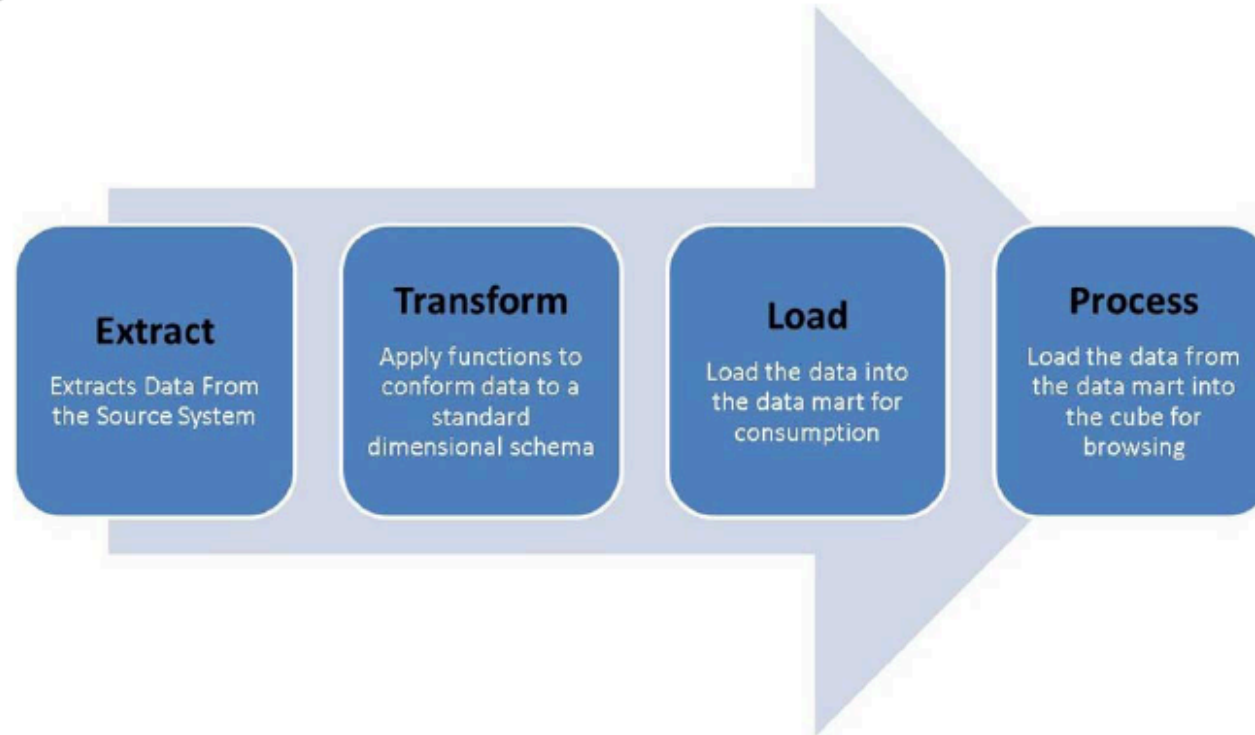 Extract
Extracts Data From
the Source System
Transform
Apply functions to
conform data to a
standard
dimensional schema
Load
Load the data into
the data mart for
consumption
Process
Load the data from
the data mart into
the cube for
browsing